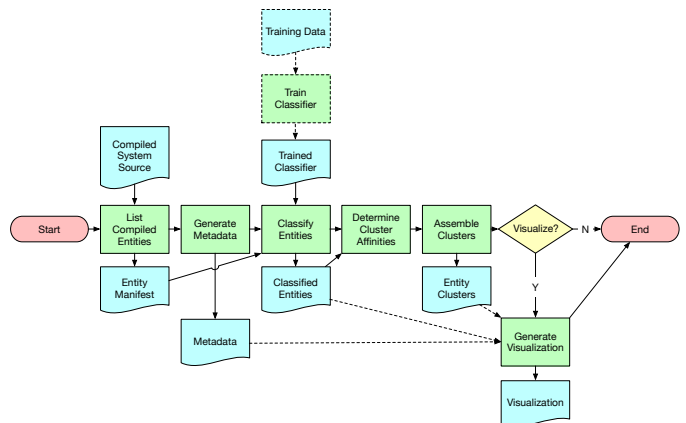 Training Data
Train
Classifier
Compiled
System
Source
Trained
Classifier
Start
List
Compiled
Entities
Generate
Metadata
Classify
Entities
Determine
Cluster
Affinities
Assemble
Clusters
Visualize?
N
End
Entity
Manifest
Classified
Entities
Entity
Clusters
Y
Metadata
Generate
Visualization
Visualization